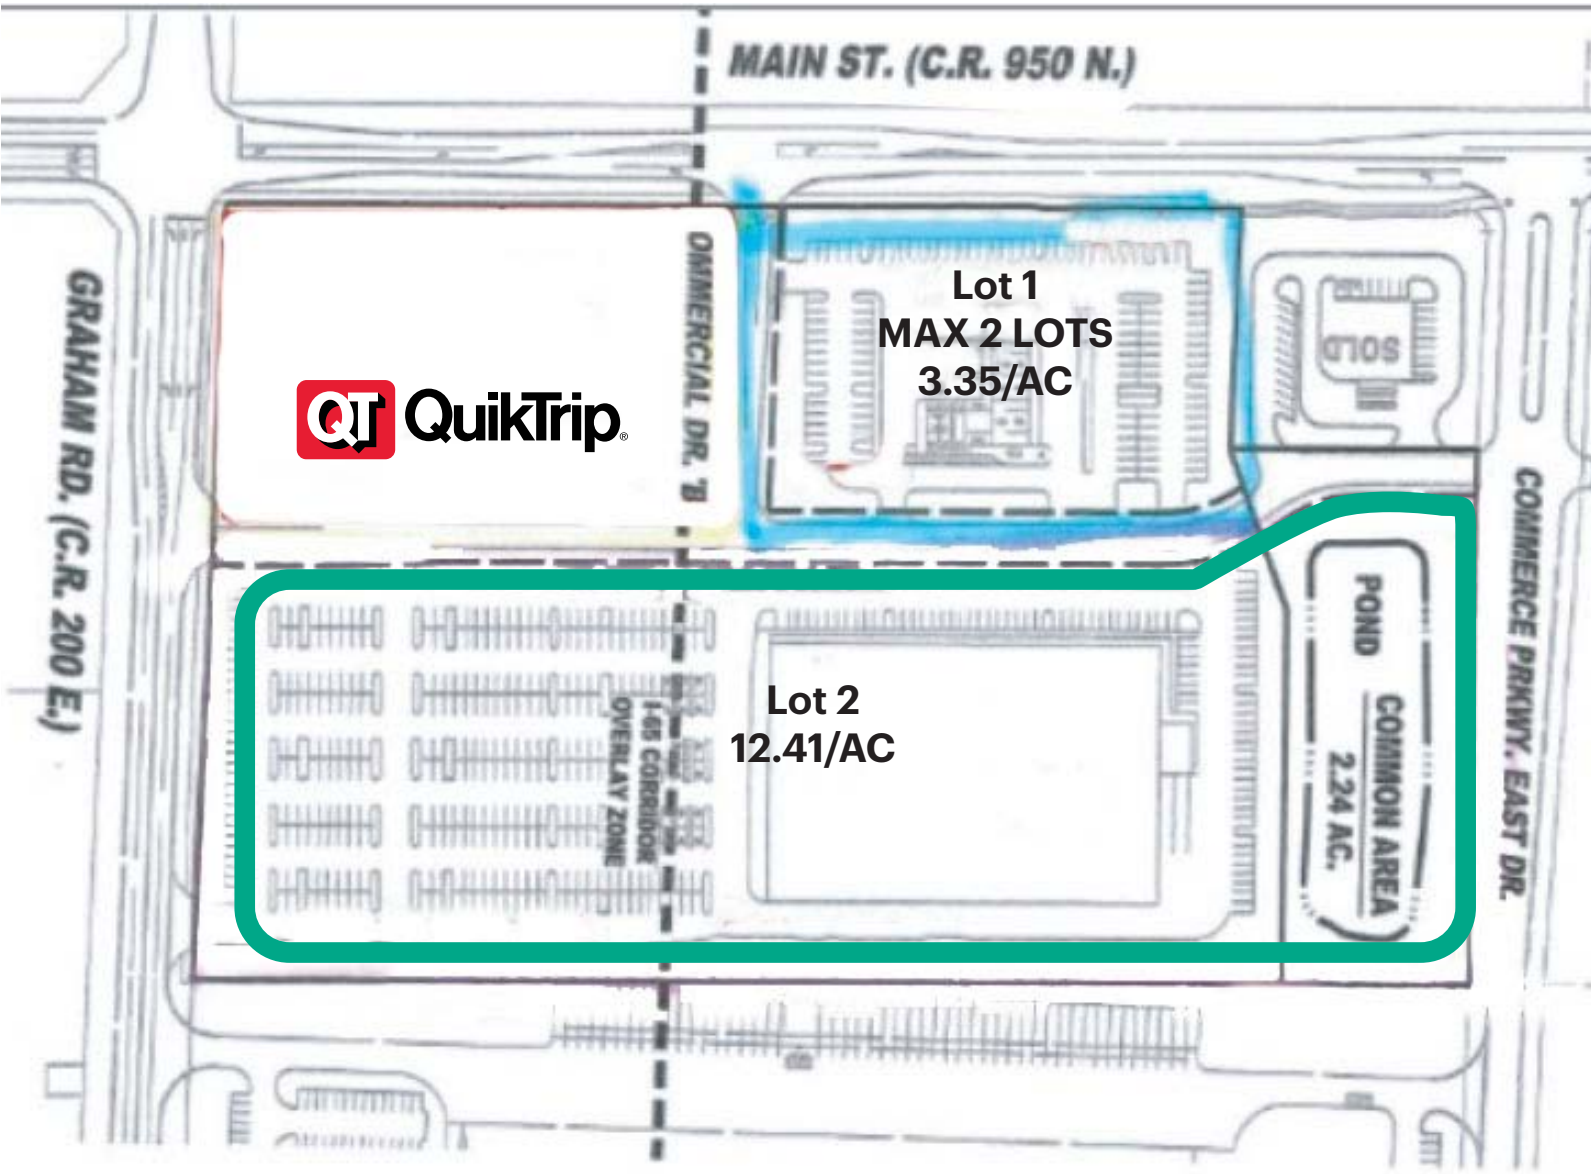 MAIN ST. (C.R. 950 N.)
GRAHAM RD. (C.R. 200 E.)
QT QuikTrip®
OMMERCIAL DR. 'B
Lot 1
MAX 2 LOTS
3.35/AC
SOLD
COMMERCE PRKWY. EAST DR.
Lot 2
12.41/AC
I-65 CORRIDOR
OVERLAY ZONE
POND
COMMON AREA
2.24 AC.